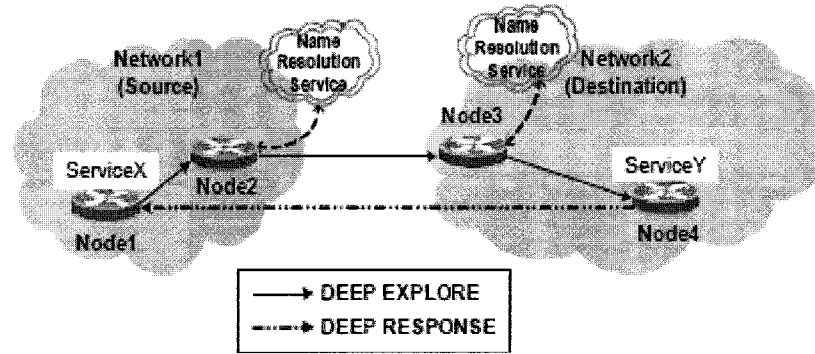 Network1
(Source)
Name
Resolution
Service
Name
Resolution
Service
Network2
(Destination)
Node3
ServiceX
Node2
ServiceY
Node1
Node4
DEEP EXPLORE
DEEP RESPONSE